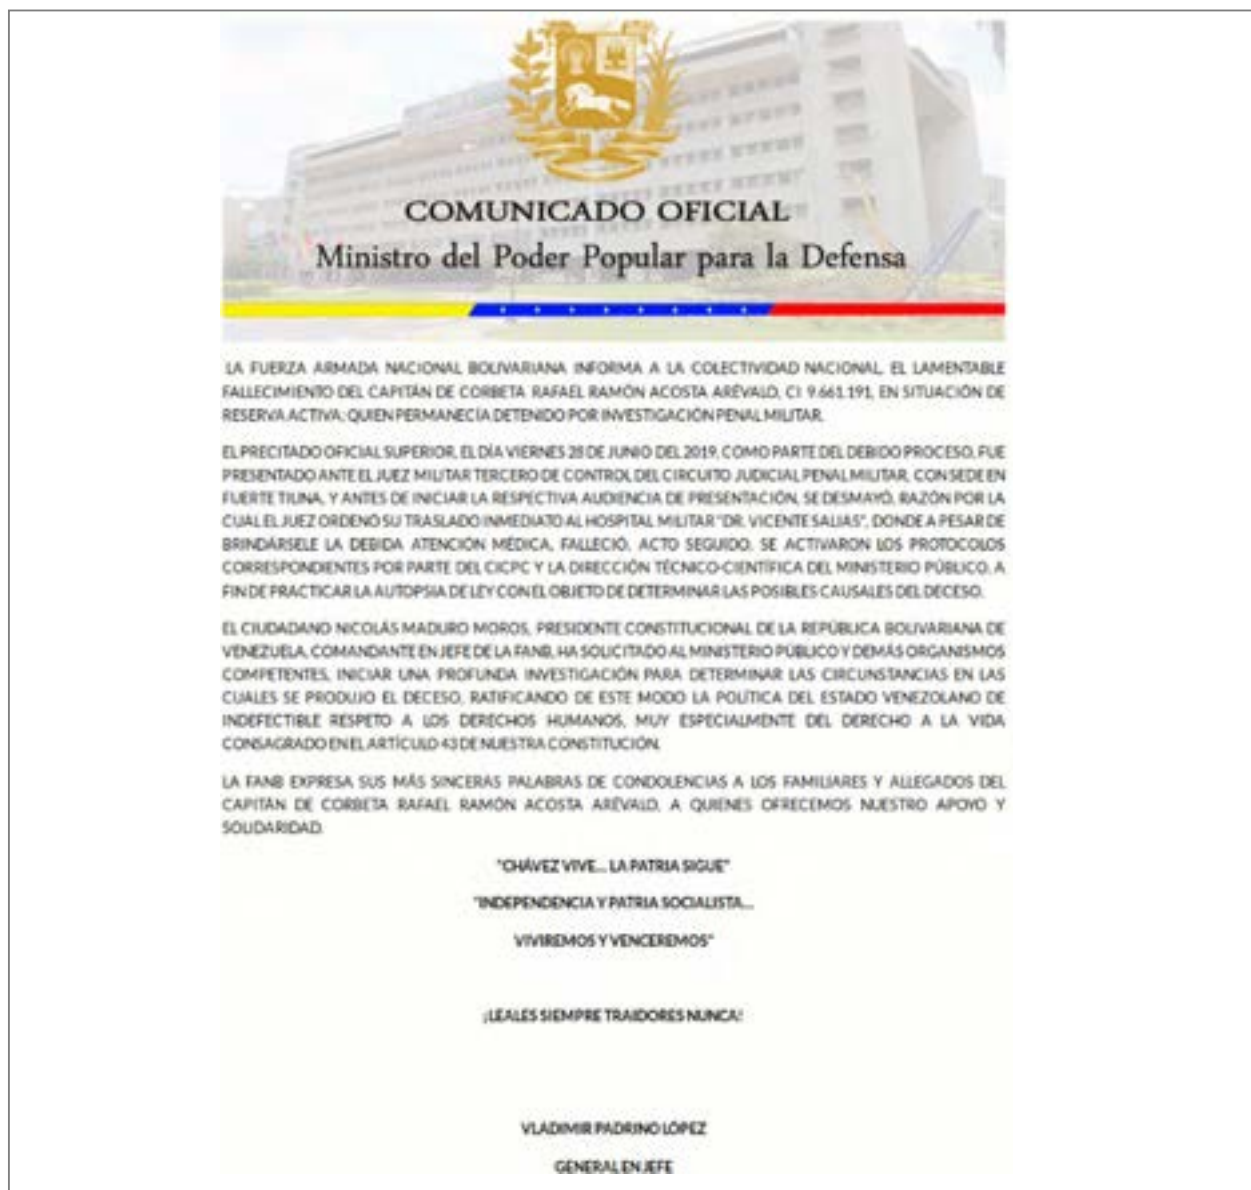 COMUNICADO OFICIAL
Ministro del Poder Popular para la Defensa
LA FUERZA ARMADA NACIONAL BOLIVARIANA INFORMA A LA COLECTIVIDAD NACIONAL, EL LAMENTABLE
FALLECIMIENTO DEL CAPITÁN DE CORBETA RAFAEL RAMÓN ACOSTA ARÉVALO, CI 9.661.191, EN SITUACIÓN DE
RESERVA ACTIVA; QUIEN PERMANECÍA DETENIDO POR INVESTIGACIÓN PENAL MILITAR.
EL PRECITADO OFICIAL SUPERIOR, EL DÍA VIERNES 28 DE JUNIO DEL 2019, COMO PARTE DEL DEBIDO PROCESO, FUE
PRESENTADO ANTE EL JUEZ MILITAR TERCERO DE CONTROL DEL CIRCUITO JUDICIAL PENAL MILITAR, CON SEDE EN
FUERTE TIUNA, Y ANTES DE INICIAR LA RESPECTIVA AUDIENCIA DE PRESENTACIÓN, SE DESMAYÓ, RAZÓN POR LA
CUAL EL JUEZ ORDENÓ SU TRASLADO INMEDIATO AL HOSPITAL MILITAR "DR. VICENTE SALIAS", DONDE A PESAR DE
BRINDÁRSELE LA DEBIDA ATENCIÓN MÉDICA, FALLECIÓ. ACTO SEGUIDO, SE ACTIVARON LOS PROTOCOLOS
CORRESPONDIENTES POR PARTE DEL CICPC Y LA DIRECCIÓN TÉCNICO-CIENTÍFICA DEL MINISTERIO PÚBLICO, A
FIN DE PRACTICAR LA AUTOPSIA DE LEY CON EL OBJETO DE DETERMINAR LAS POSIBLES CAUSALES DEL DECESO.
EL CIUDADANO NICOLÁS MADURO MOROS, PRESIDENTE CONSTITUCIONAL DE LA REPÚBLICA BOLIVARIANA DE
VENEZUELA, COMANDANTE EN JEFE DE LA FANB, HA SOLICITADO AL MINISTERIO PÚBLICO Y DEMÁS ORGANISMOS
COMPETENTES, INICIAR UNA PROFUNDA INVESTIGACIÓN PARA DETERMINAR LAS CIRCUNSTANCIAS EN LAS
CUALES SE PRODUJO EL DECESO, RATIFICANDO DE ESTE MODO LA POLÍTICA DEL ESTADO VENEZOLANO DE
INDEFECTIBLE RESPETO A LOS DERECHOS HUMANOS, MUY ESPECIALMENTE DEL DERECHO A LA VIDA
CONSAGRADO EN EL ARTÍCULO 43 DE NUESTRA CONSTITUCIÓN.
LA FANB EXPRESA SUS MÁS SINCERAS PALABRAS DE CONDOLENCIAS A LOS FAMILIARES Y ALLEGADOS DEL
CAPITÁN DE CORBETA RAFAEL RAMÓN ACOSTA ARÉVALO, A QUIENES OFRECEMOS NUESTRO APOYO Y
SOLIDARIDAD.
"CHÁVEZ VIVE... LA PATRIA SIGUE"
"INDEPENDENCIA Y PATRIA SOCIALISTA...
VIVIREMOS Y VENCEREMOS"
¡LEALES SIEMPRE TRAIDORES NUNCA!
VLADIMIR PADRINO LÓPEZ
GENERAL EN JEFE